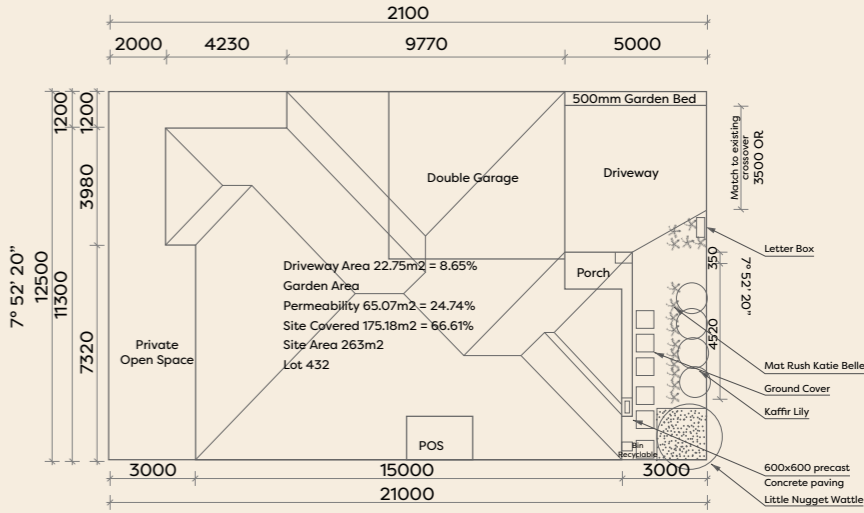 2100
2000 4230 9770 5000
500mm Garden Bed
1200
1200
Match to existing
crossover
3500 OR
3980
Double Garage
Driveway
7° 52' 20"
12500
11300
Letter Box
350
7° 52' 20"
Driveway Area 22.75m2 = 8.65%
Garden Area
Permeability 65.07m2 = 24.74%
Site Covered 175.18m2 = 66.61%
Site Area 263m2
Lot 432
Porch
4520
7320
Private
Open Space
Mat Rush Katie Belle
Ground Cover
Kaffir Lily
POS
Bin
Recyclable
600x600 precast
Concrete paving
Little Nugget Wattle
3000 15000 3000
21000